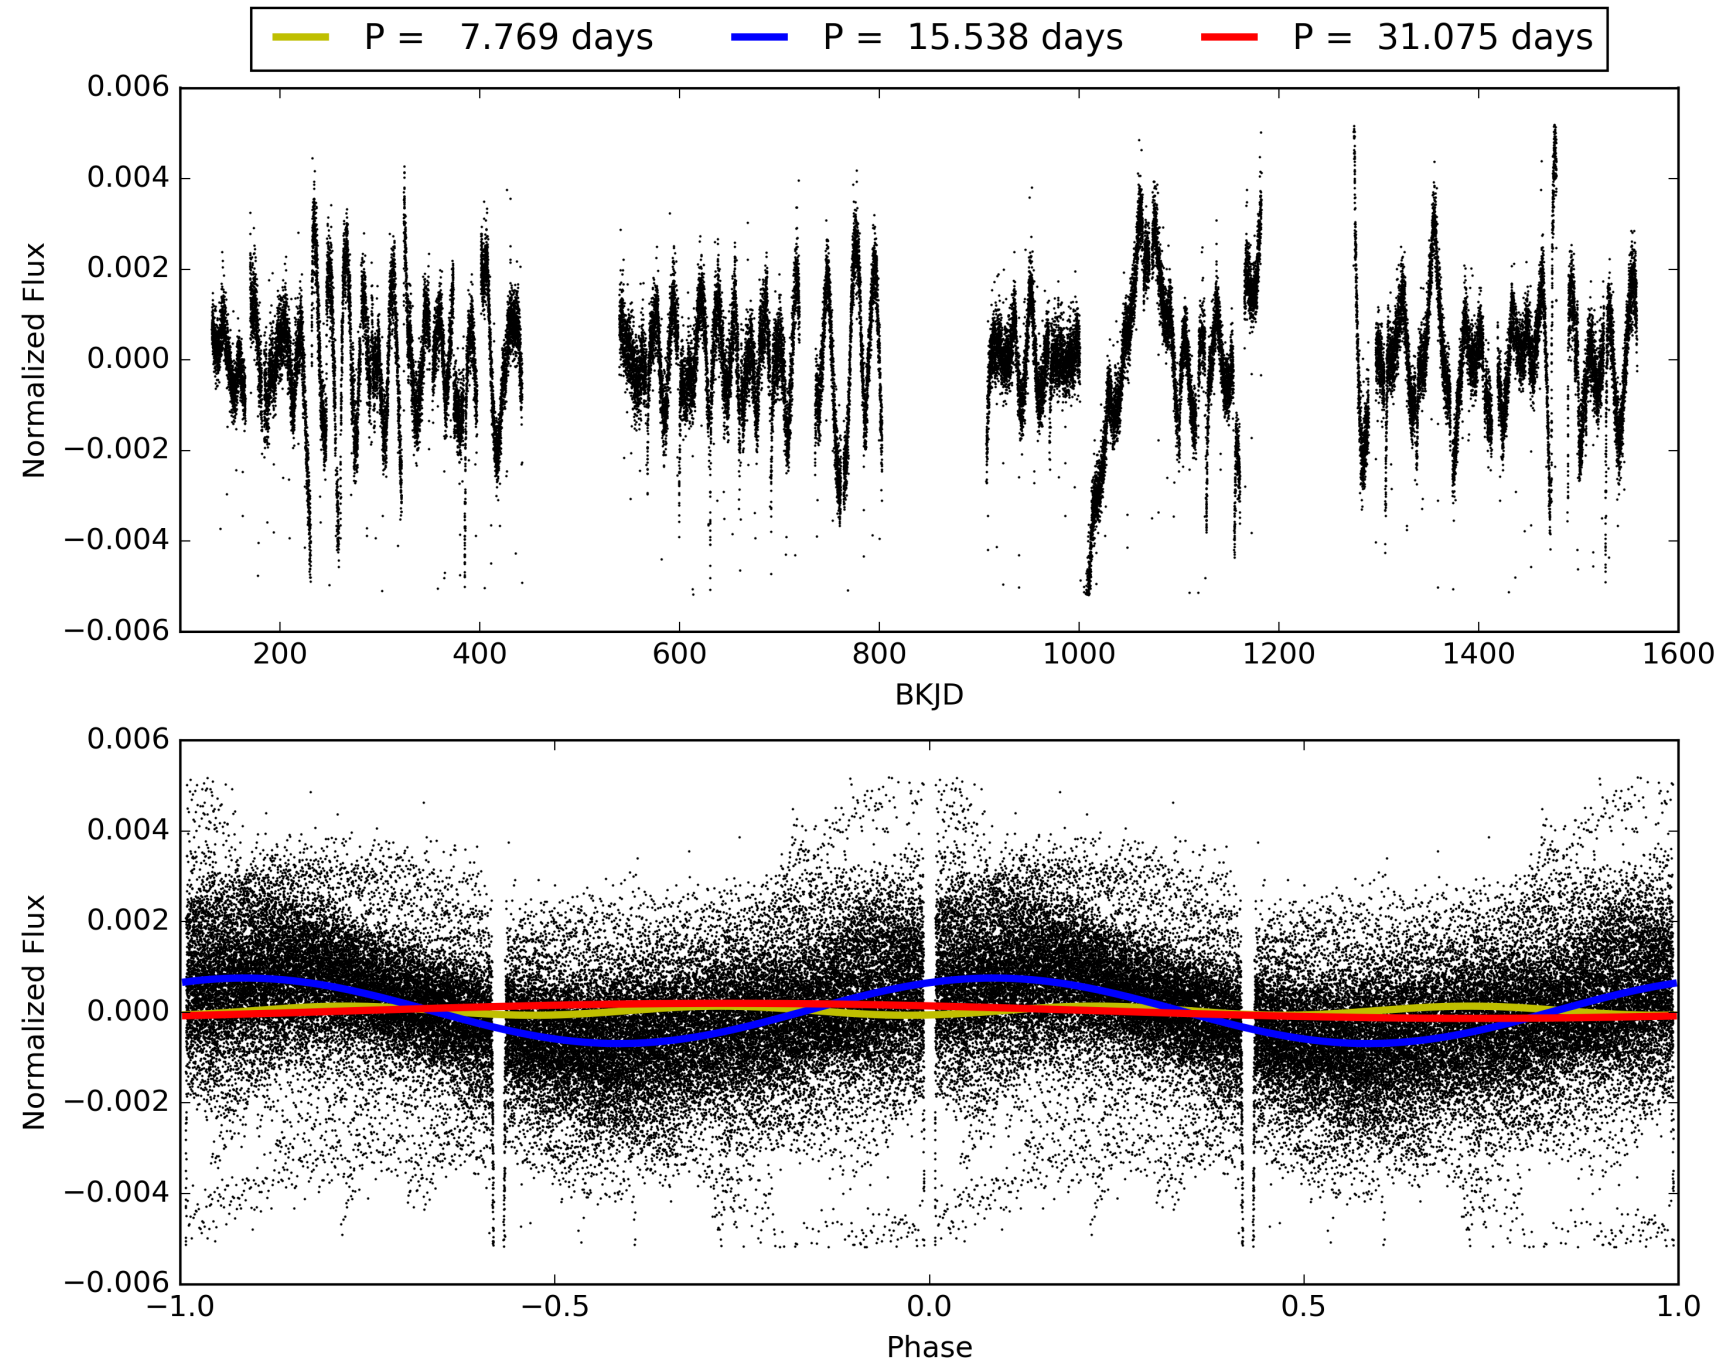 P = 7.769 days P = 15.538 days P = 31.075 days
0.006
0.004
0.002
0.000
−0.002
−0.004
−0.006
Normalized Flux
200 400 600 800 1000 1200 1400 1600
BKJD
0.006
0.004
0.002
0.000
−0.002
−0.004
−0.006
Normalized Flux
−1.0 −0.5 0.0 0.5 1.0
Phase